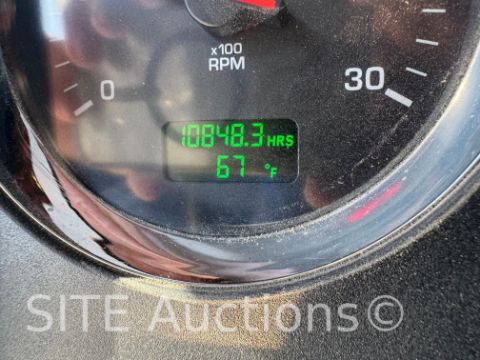 x100
RPM
0
30
10848.3 HRS
67 °F
SITE Auctions©